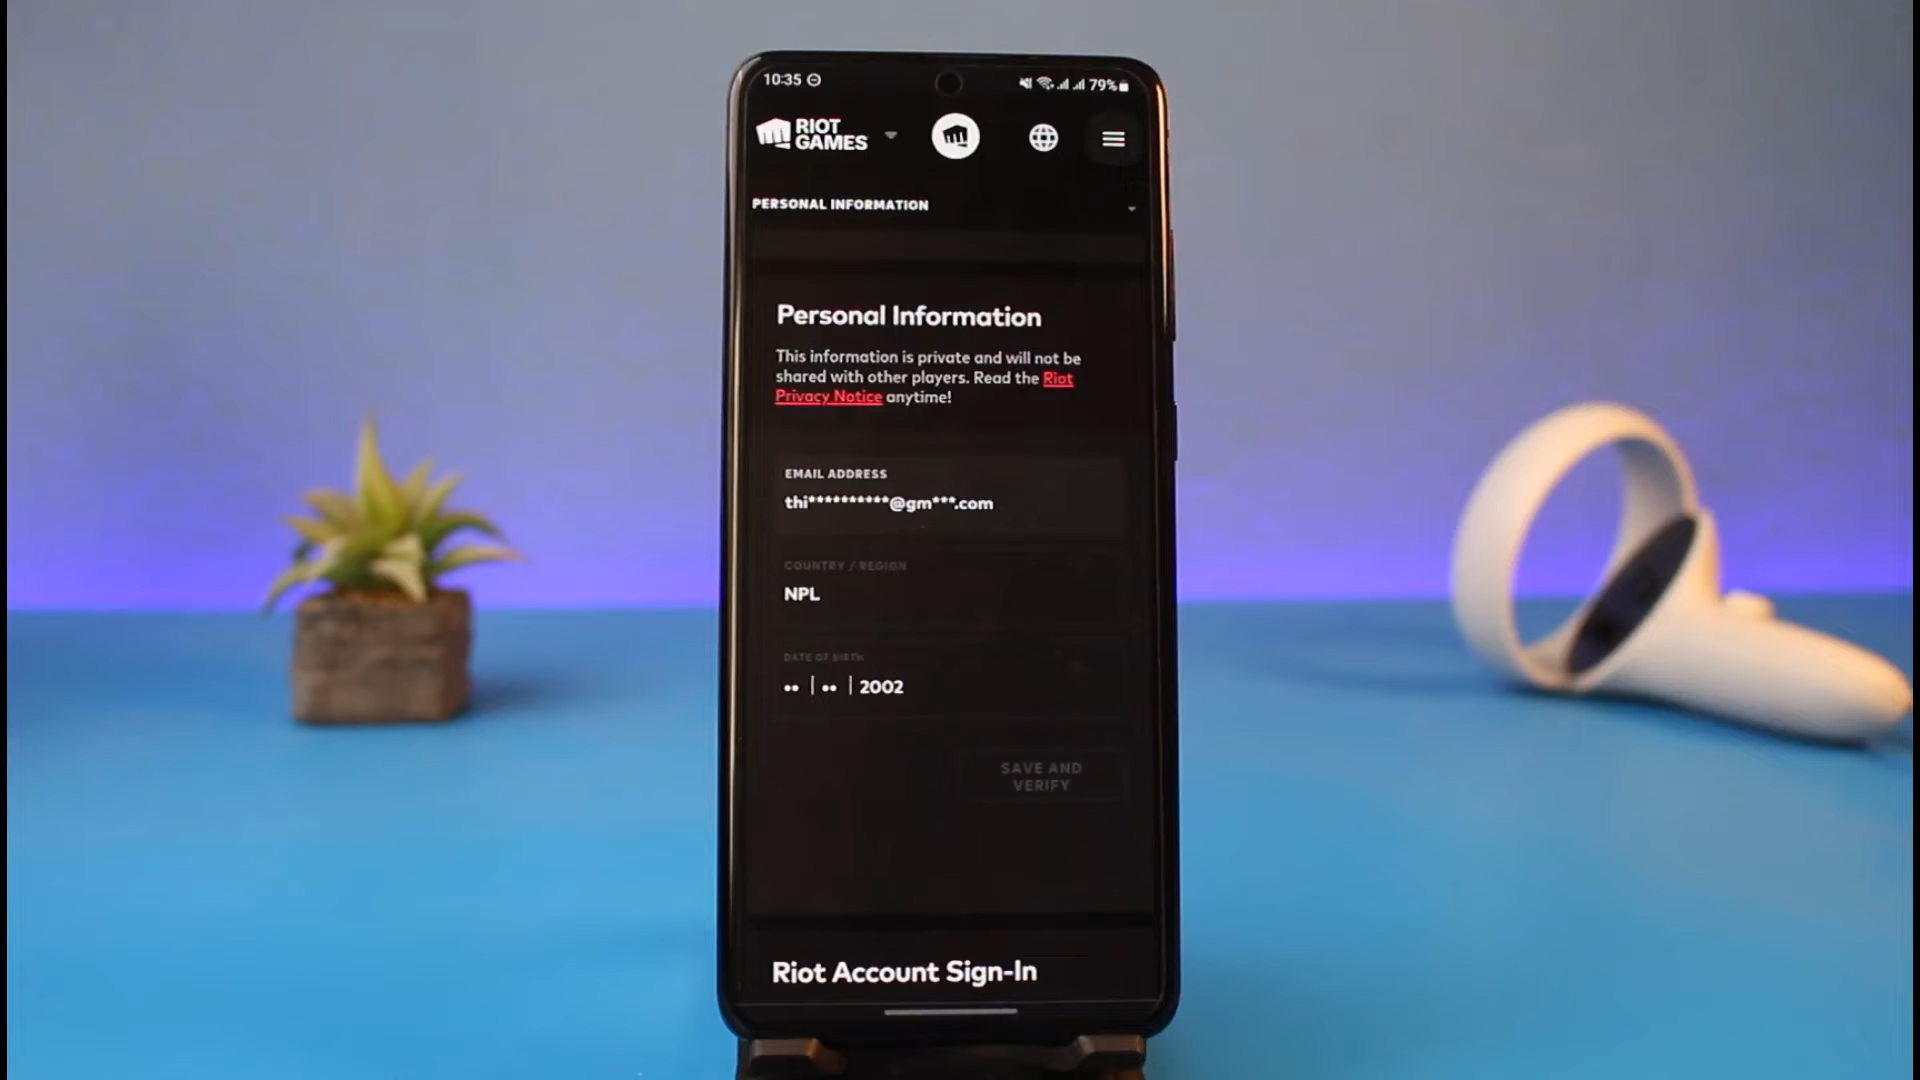 10:35
79%
RIOT
GAMES
PERSONAL INFORMATION
Personal Information
This information is private and will not be
shared with other players. Read the Riot
Privacy Notice anytime!
EMAIL ADDRESS
thi**********@gm***.com
COUNTRY / REGION
NPL
DATE OF BIRTH
•• | •• | 2002
SAVE AND
VERIFY
Riot Account Sign-In